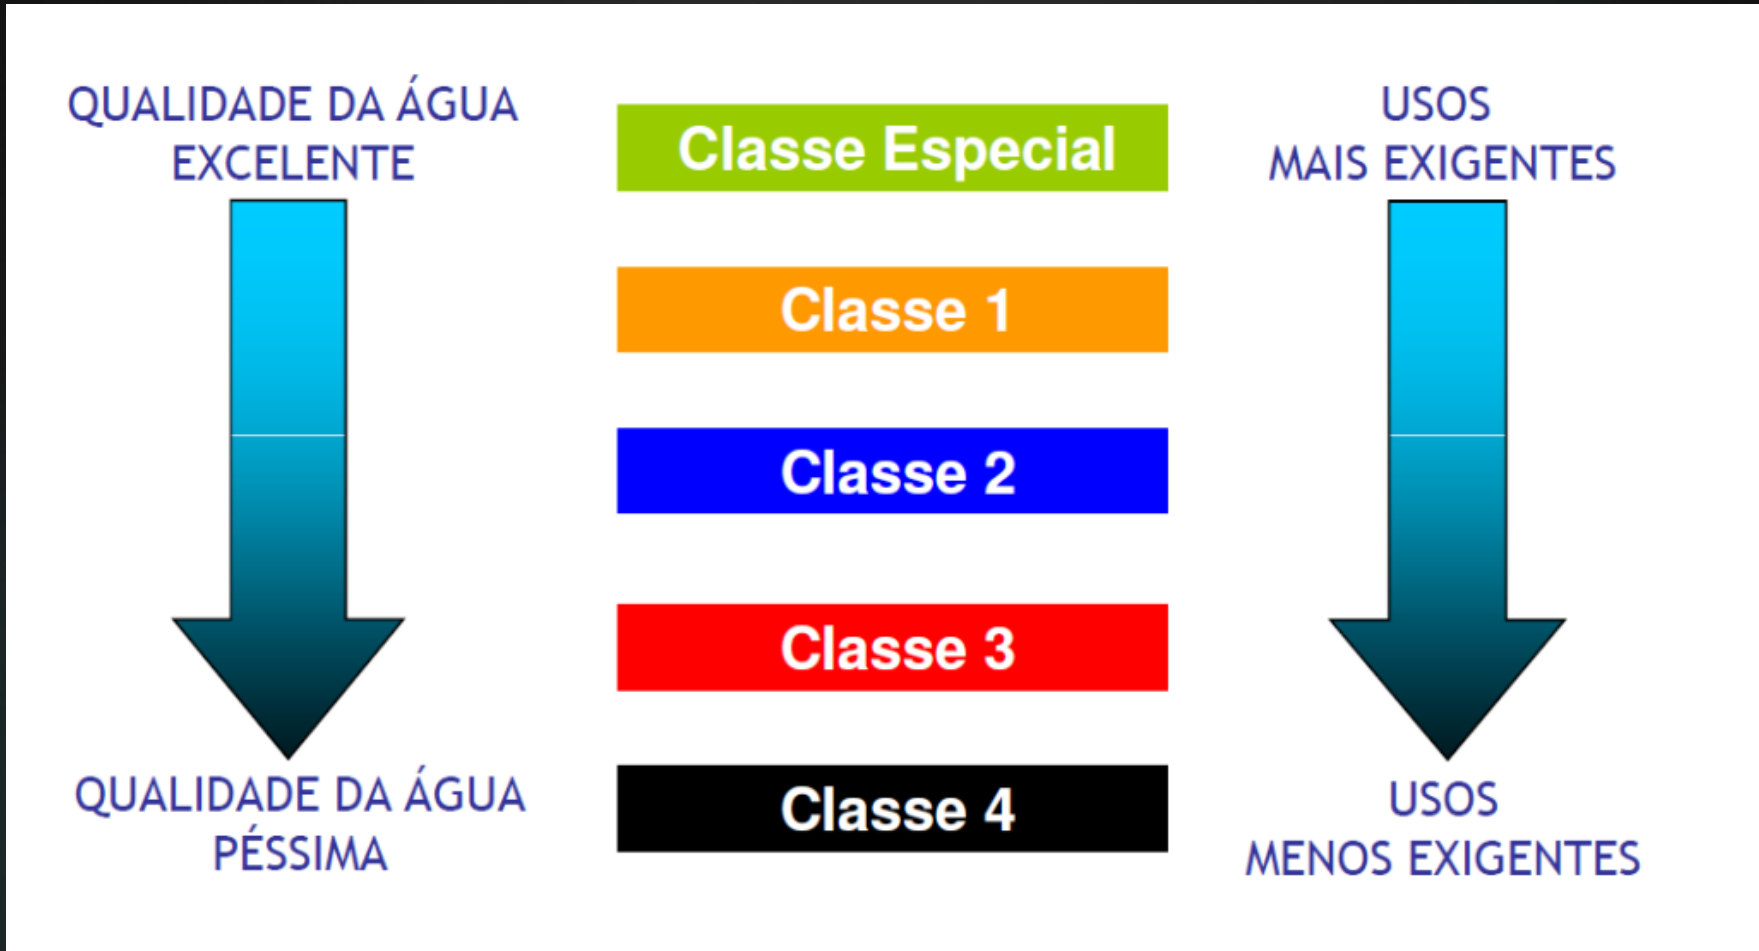 QUALIDADE DA ÁGUA
EXCELENTE
Classe Especial
USOS
MAIS EXIGENTES
Classe 1
Classe 2
Classe 3
Classe 4
QUALIDADE DA ÁGUA
PÉSSIMA
USOS
MENOS EXIGENTES